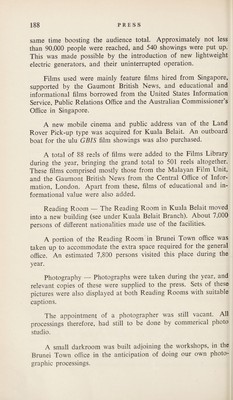 188 PRESS
same time boosting the audience total. Approximately not less
than 90,000 people were reached, and 540 showings were put up.
This was made possible by the introduction of new lightweight
electric generators, and their uninterrupted operation.
Films used were mainly feature films hired from Singapore,
supported by the Gaumont British News, and educational and
informational films borrowed from the United States Information
Service, Public Relations Office and the Australian Commissioner's
Office in Singapore.
A new mobile cinema and public address van of the Land
Rover Pick-up type was acquired for Kuala Belait. An outboard
boat for the ulu GBIS film showings was also purchased.
A total of 88 reels of films were added to the Films Library
during the year, bringing the grand total to 501 reels altogether.
These films comprised mostly those from the Malayan Film Unit,
and the Gaumont British News from the Central Office of Infor-
mation, London. Apart from these, films of educational and in-
formational value were also added.
Reading Room — The Reading Room in Kuala Belait moved
into a new building (see under Kuala Belait Branch). About 7,000
persons of different nationalities made use of the facilities.
A portion of the Reading Room in Brunei Town office was
taken up to accommodate the extra space required for the general
office. An estimated 7,800 persons visited this place during the
year.
Photography — Photographs were taken during the year, and
relevant copies of these were supplied to the press. Sets of these
pictures were also displayed at both Reading Rooms with suitable
captions.
The appointment of a photographer was still vacant. All
processings therefore, had still to be done by commerical photo
studio.
A small darkroom was built adjoining the workshops, in the
Brunei Town office in the anticipation of doing our own photo-
graphic processings.